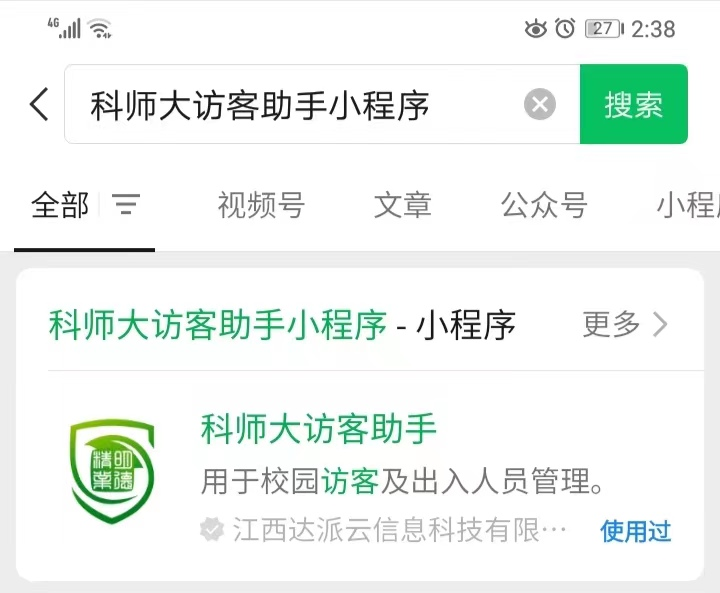 4G 27 2:38
科师大访客助手小程序 搜索
全部 视频号 文章 公众号 小程
科师大访客助手小程序 - 小程序 更多
科师大访客助手
用于校园访客及出入人员管理。
江西达派云信息科技有限… 使用过